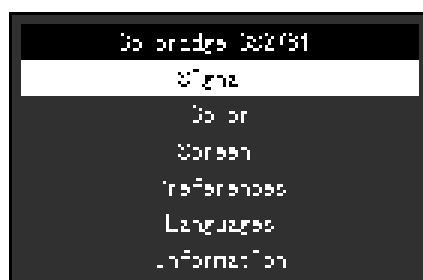 Signal
Color
Screen
Preferences
Languages
Information